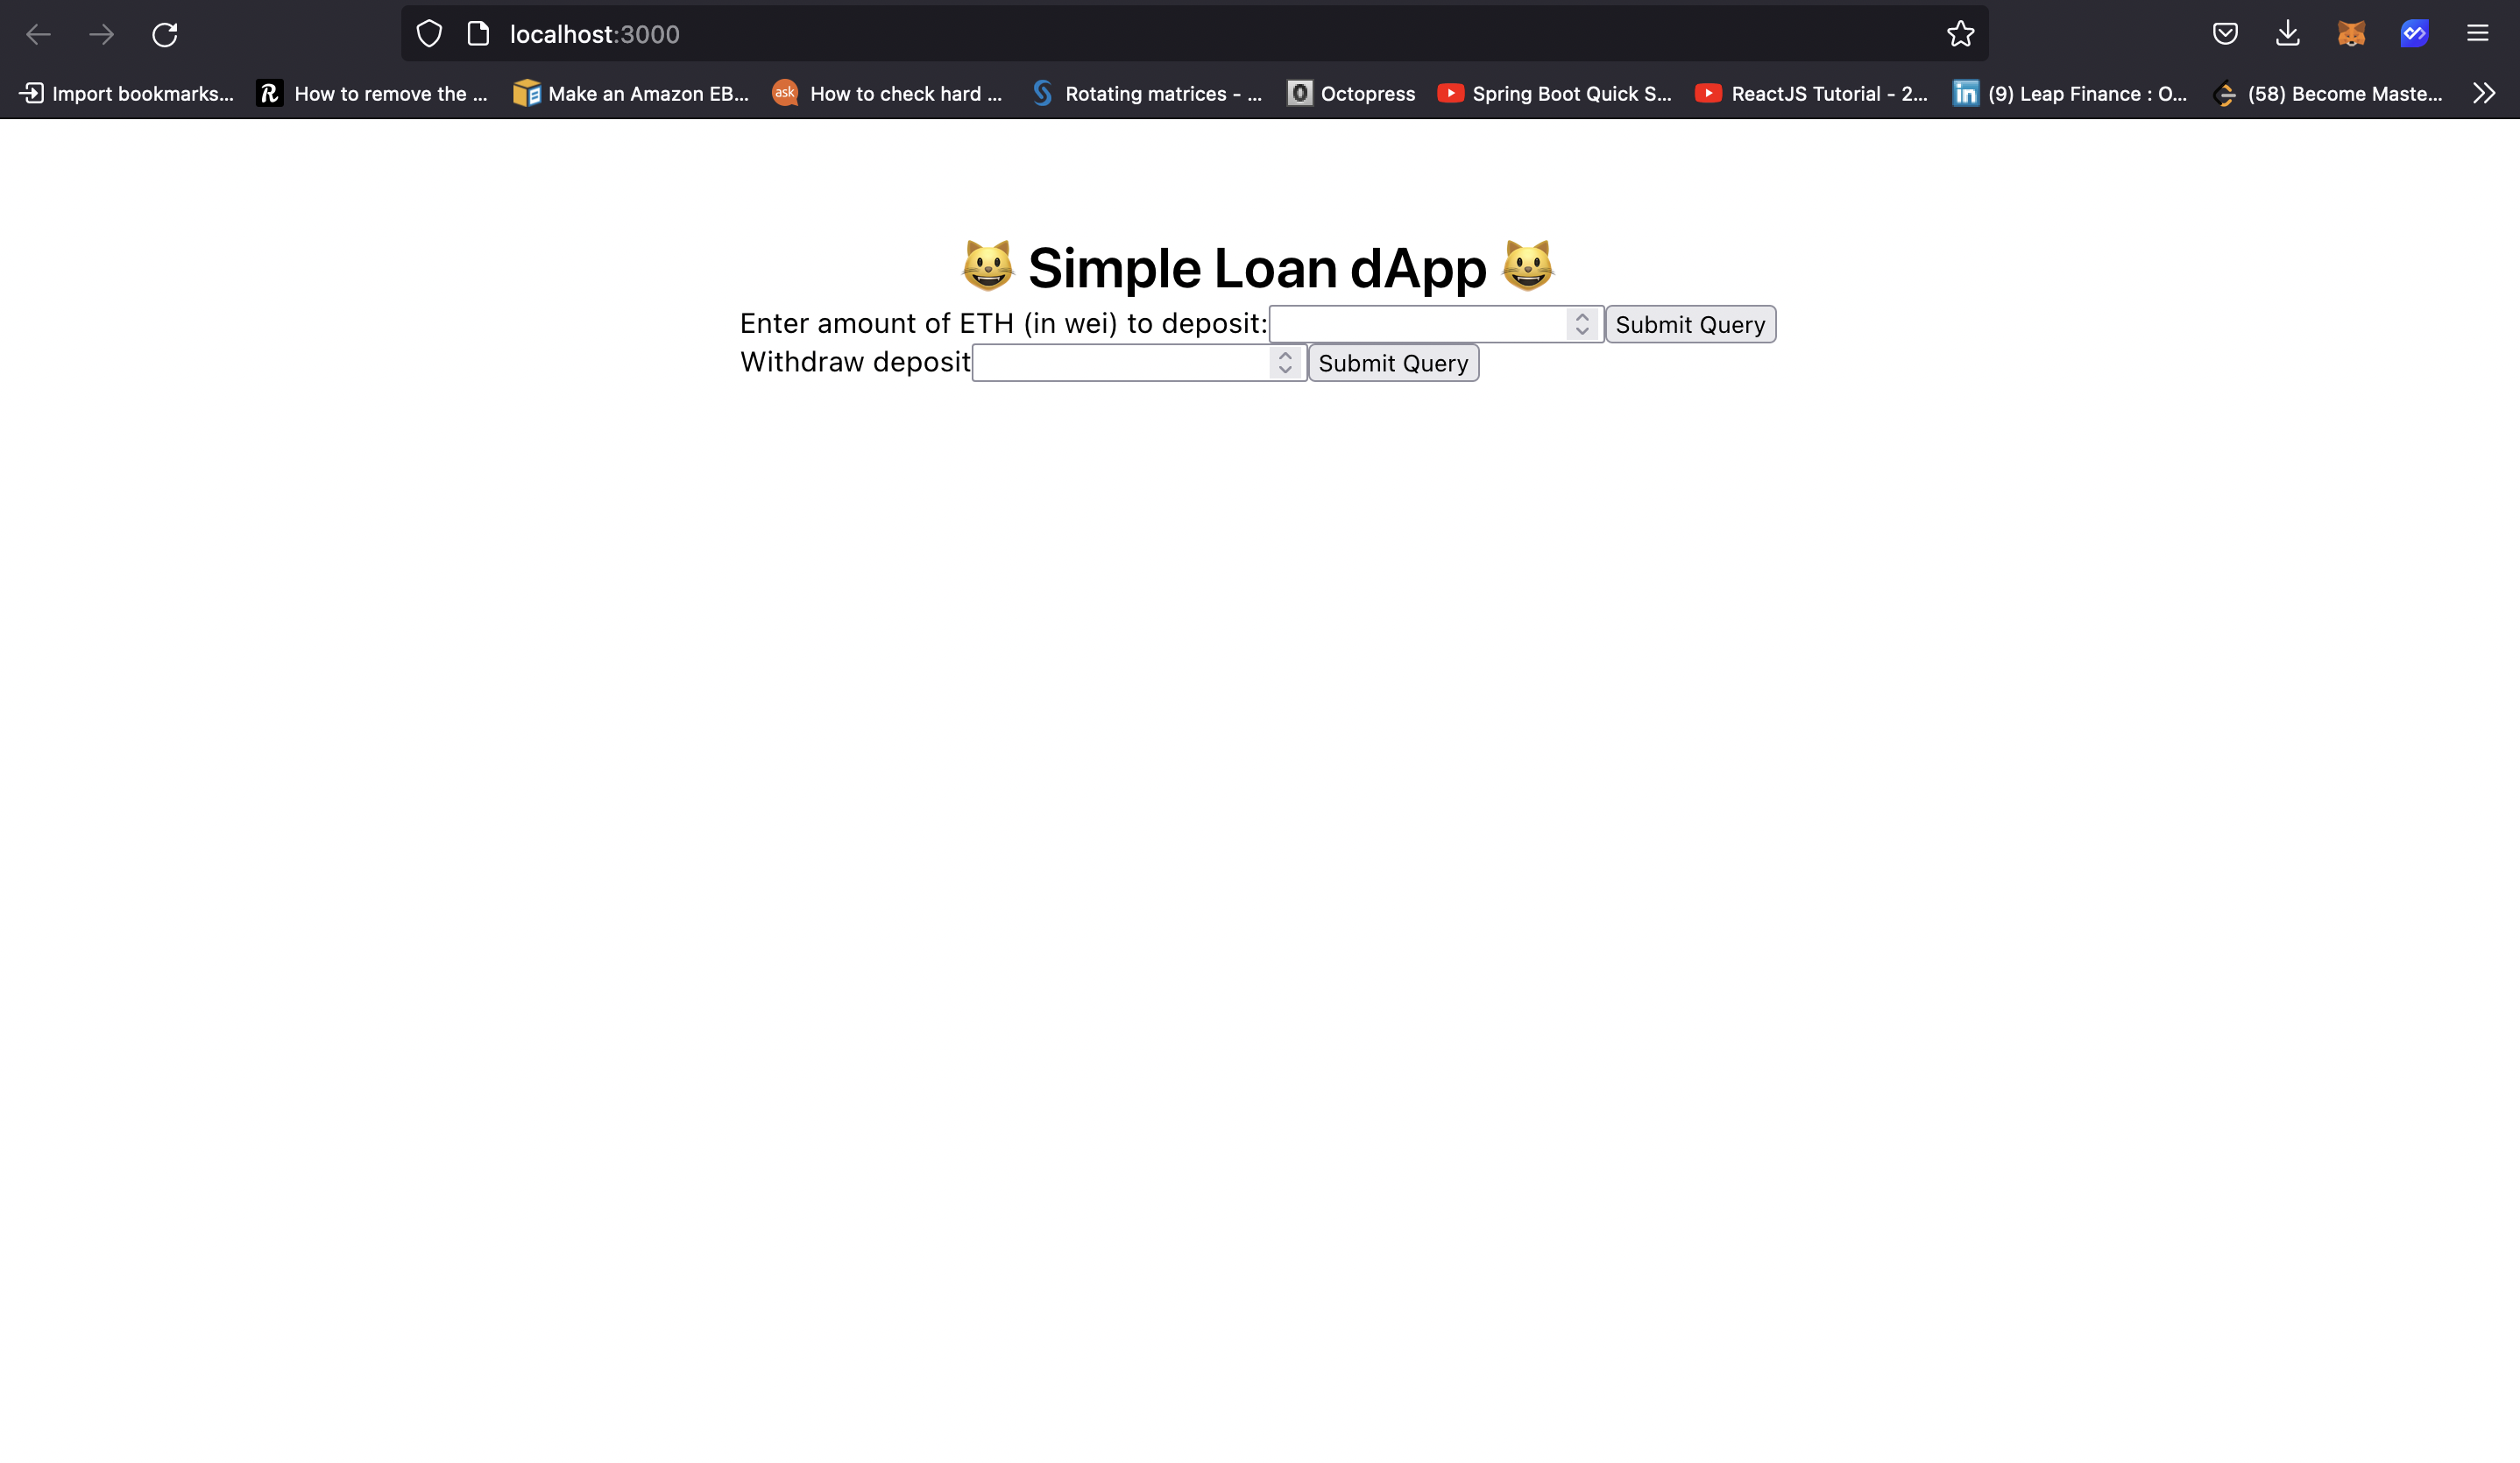 localhost:3000
Import bookmarks... R How to remove the ... Make an Amazon EB... ask How to check hard ... Rotating matrices - ... O Octopress Spring Boot Quick S... ReactJS Tutorial - 2... in (9) Leap Finance : O... (58) Become Maste...
😺 Simple Loan dApp 😺
Enter amount of ETH (in wei) to deposit: Submit Query
Withdraw deposit Submit Query